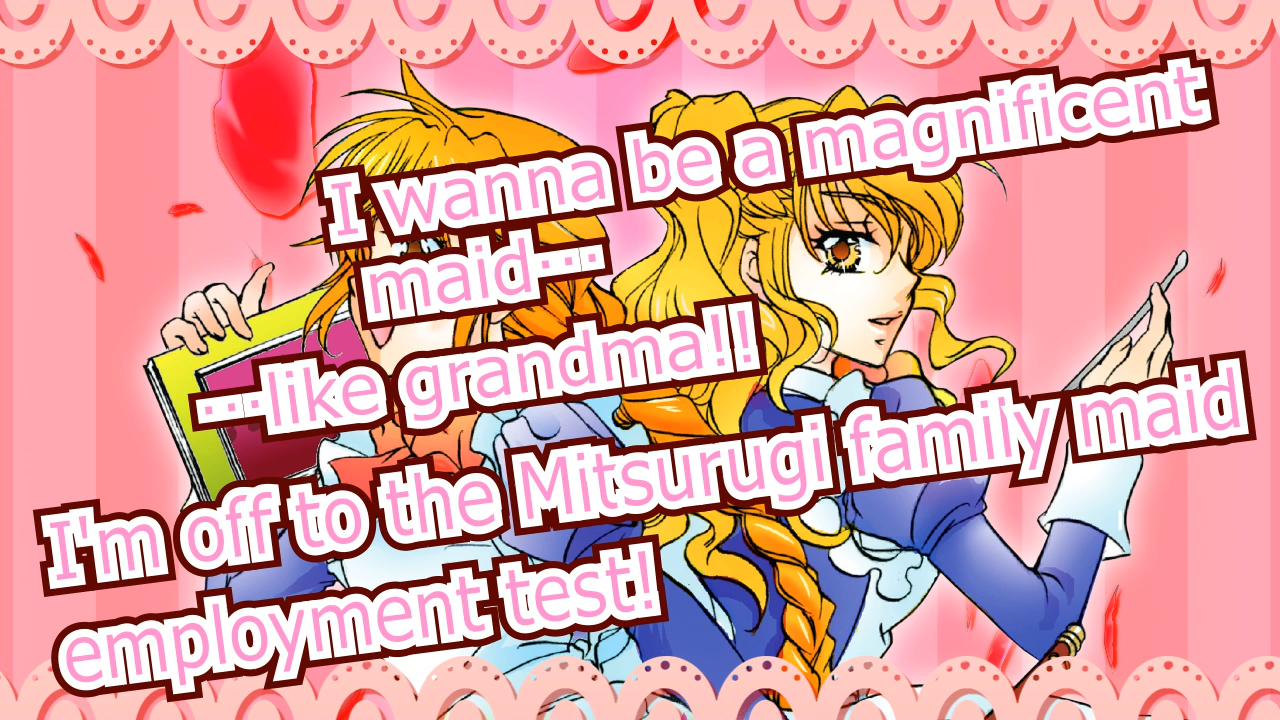 I wanna be a magnificent
maid⋯
⋯like grandma!!
I'm off to the Mitsurugi family maid
employment test!